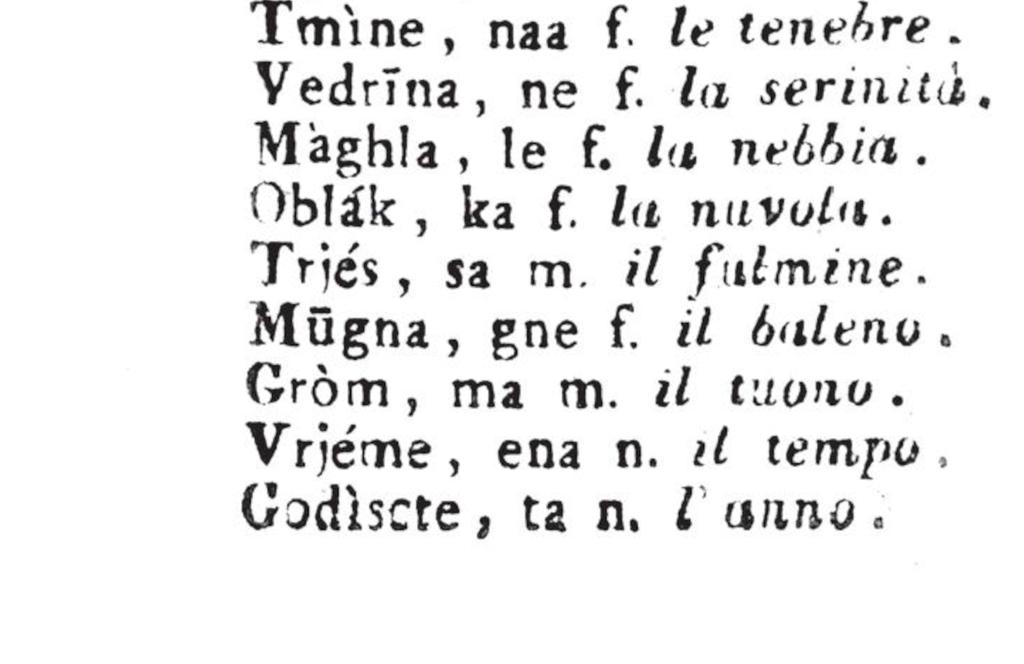 Tmìne, naa f. le tenebre.
Vedrīna, ne f. la serinità.
Màghla, le f. la nebbia.
Oblák, ka f. la nuvola.
Trjés, sa m. il fulmine.
Mūgna, gne f. il baleno.
Gròm, ma m. il tuono.
Vrjéme, ena n. il tempo.
Godìscte, ta n. l'anno.